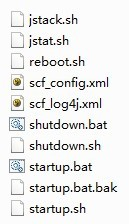 jstack.sh
jstat.sh
reboot.sh
scf_config.xml
scf_log4j.xml
shutdown.bat
shutdown.sh
startup.bat
startup.bat.bak
startup.sh